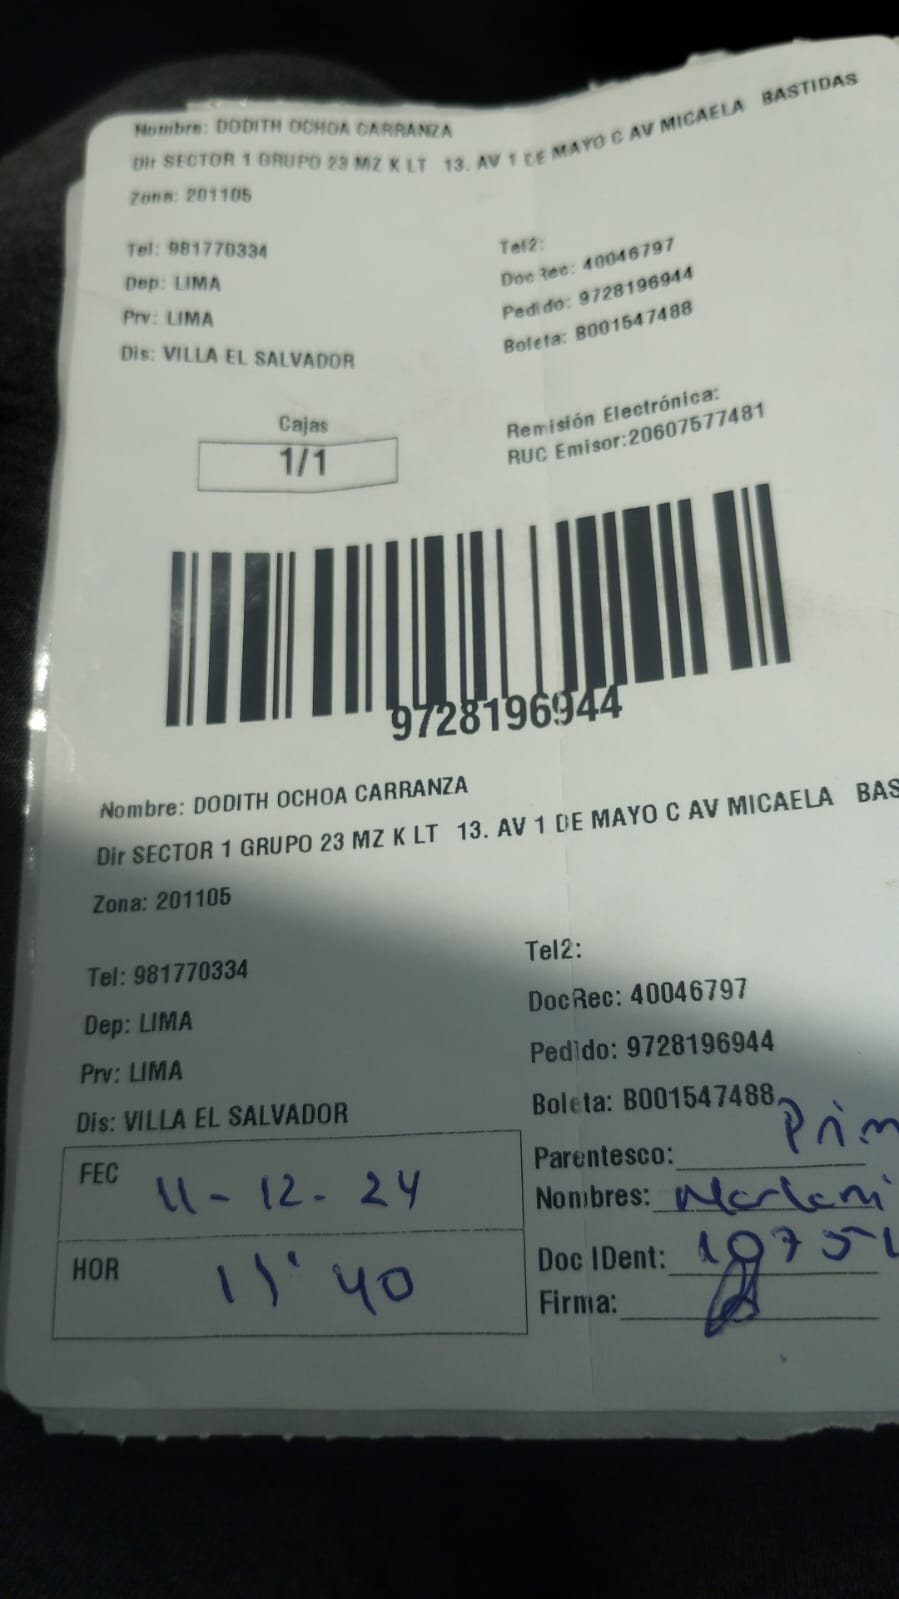 Nombre: DODITH OCHOA CARRANZA
Dir SECTOR 1 GRUPO 23 MZ K LT 13. AV 1 DE MAYO C AV MICAELA BASTIDAS
Zona: 201105
Tel: 981770334
Tel2:
Dep: LIMA
DocRec: 40046797
Prv: LIMA
Pedido: 9728196944
Dis: VILLA EL SALVADOR
Boleta: B001547488
Cajas
1/1
Remisión Electrónica:
RUC Emisor:20607577481
9728196944
Nombre: DODITH OCHOA CARRANZA
Dir SECTOR 1 GRUPO 23 MZ K LT 13. AV 1 DE MAYO C AV MICAELA BAS
Zona: 201105
Tel: 981770334
Tel2:
Dep: LIMA
DocRec: 40046797
Prv: LIMA
Pedido: 9728196944
Dis: VILLA EL SALVADOR
Boleta: B001547488
FEC 11-12-24
Parentesco: Prim
Nombres:
HOR 11:40
Doc IDent:
Firma: